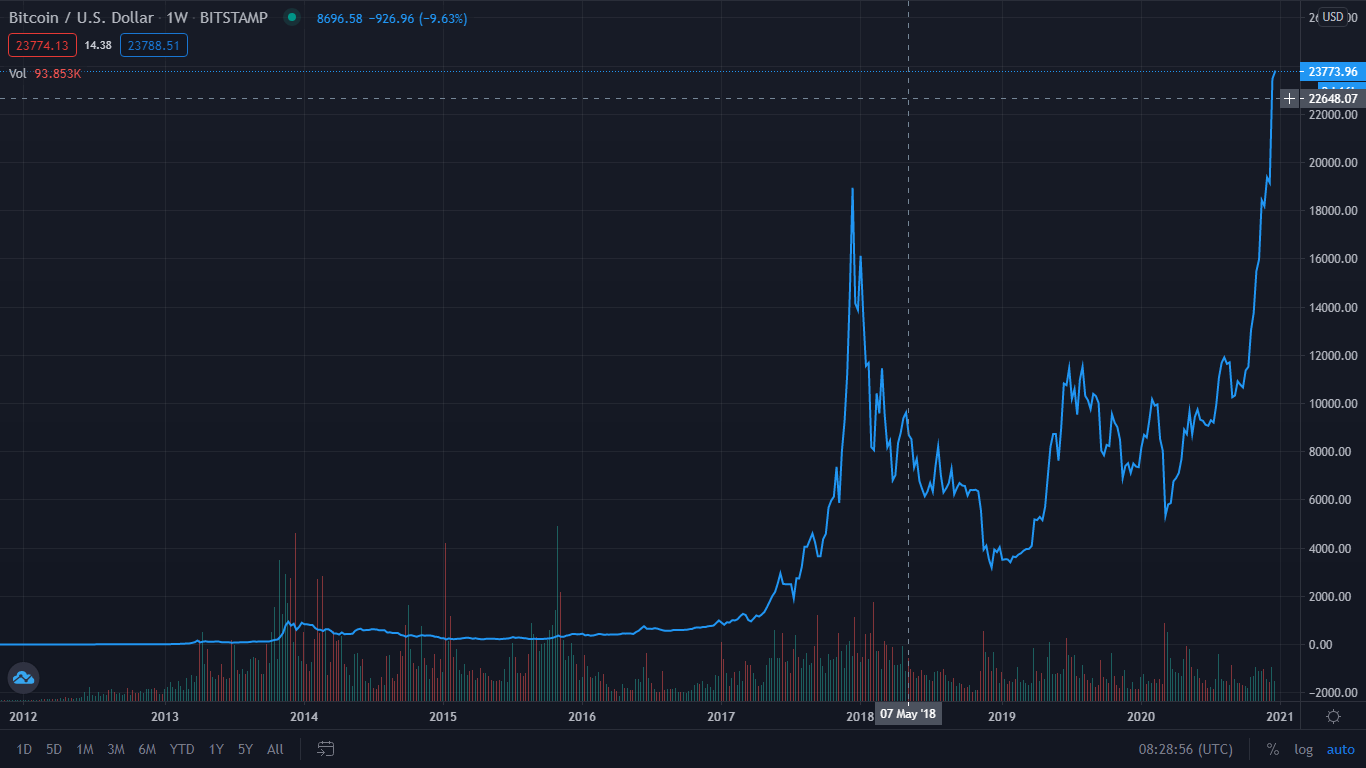 Bitcoin / U.S. Dollar · 1W · BITSTAMP 8696.58 −926.96 (−9.63%)
23774.13 14.38 23788.51
Vol 93.853K
USD
23773.96
22648.07
22000.00
20000.00
18000.00
16000.00
14000.00
12000.00
10000.00
8000.00
6000.00
4000.00
2000.00
0.00
−2000.00
2012 2013 2014 2015 2016 2017 2018 07 May '18 2019 2020 2021
1D 5D 1M 3M 6M YTD 1Y 5Y All 08:28:56 (UTC) % log auto